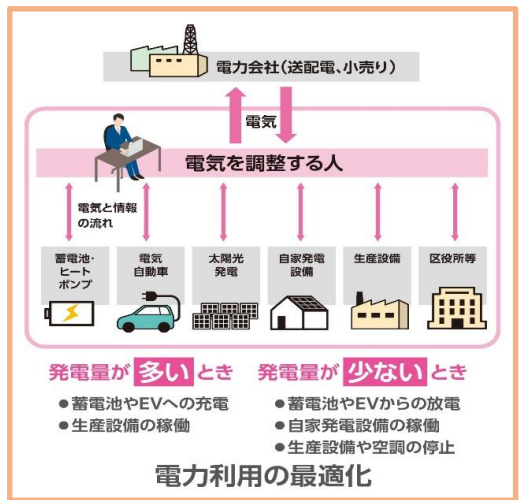 電力会社(送配電、小売り)
電気
電気を調整する人
電気と情報
の流れ
蓄電池・
ヒート
ポンプ
電気
自動車
太陽光
発電
自家発電
設備
生産設備
区役所等
発電量が 多い とき
●蓄電池やEVへの充電
●生産設備の稼働
発電量が 少ない とき
●蓄電池やEVからの放電
●自家発電設備の稼働
●生産設備や空調の停止
電力利用の最適化